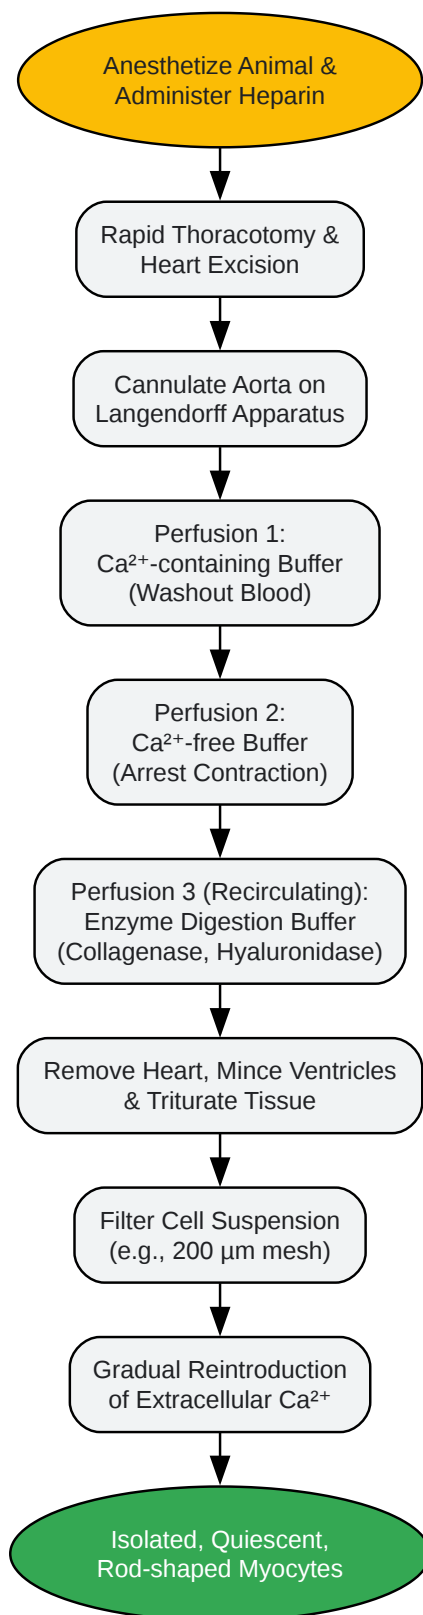 Anesthetize Animal &
Administer Heparin
Rapid Thoracotomy &
Heart Excision
Cannulate Aorta on
Langendorff Apparatus
Perfusion 1:
Ca²⁺-containing Buffer
(Washout Blood)
Perfusion 2:
Ca²⁺-free Buffer
(Arrest Contraction)
Perfusion 3 (Recirculating):
Enzyme Digestion Buffer
(Collagenase, Hyaluronidase)
Remove Heart, Mince Ventricles
& Triturate Tissue
Filter Cell Suspension
(e.g., 200 µm mesh)
Gradual Reintroduction
of Extracellular Ca²⁺
Isolated, Quiescent,
Rod-shaped Myocytes